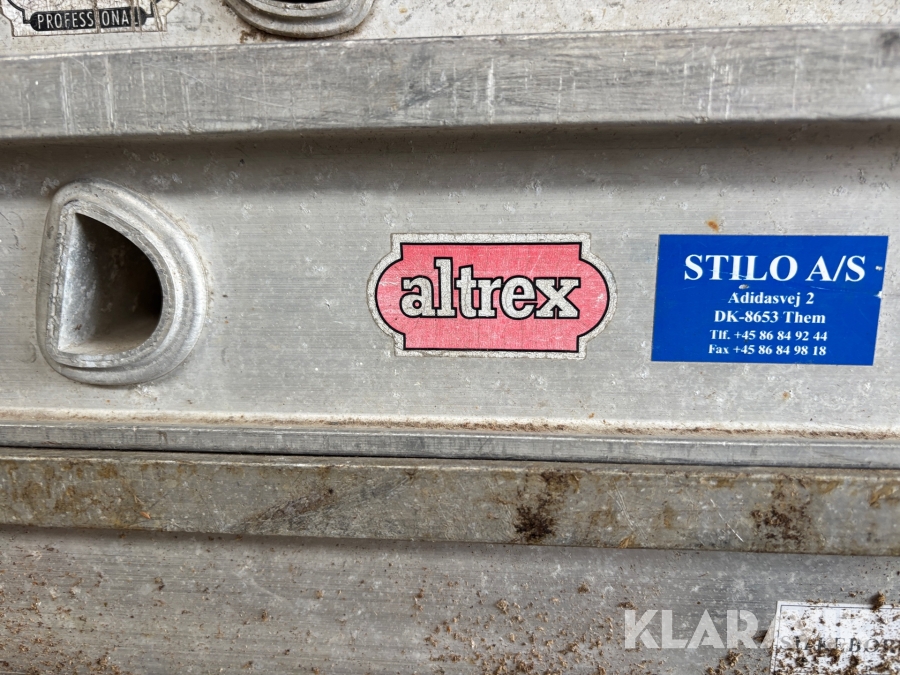 PROFESSIONAL
altrex
STILO A/S
Adidasvej 2
DK-8653 Them
Tlf. +45 86 84 92 44
Fax +45 86 84 98 18